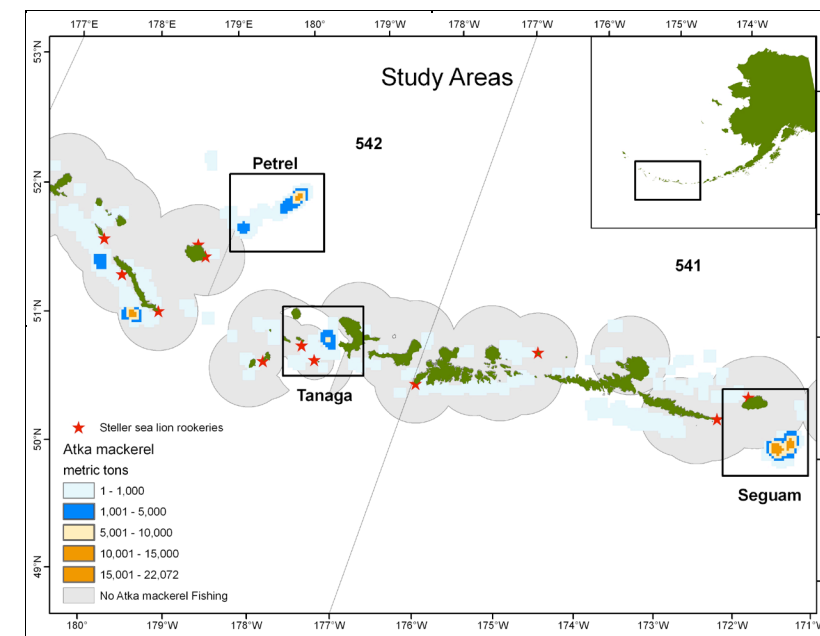 177°E 178°E 179°E 180° 179°W 178°W 177°W 176°W 175°W 174°W
53°N
Study Areas
542
Petrel
52°N
541
51°N
Tanaga
Steller sea lion rookeries
Atka mackerel
50°N
metric tons
Seguam
1 - 1,000
1,001 - 5,000
5,001 - 10,000
10,001 - 15,000
49°N
15,001 - 22,072
No Atka mackerel Fishing
180° 179°W 178°W 177°W 176°W 175°W 174°W 173°W 172°W 171°W